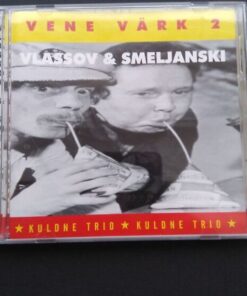 VENE VÄRK 2
VLASSOV & SMELJANSKI
★ KULDNE TRIO ★ KULDNE TRIO ★